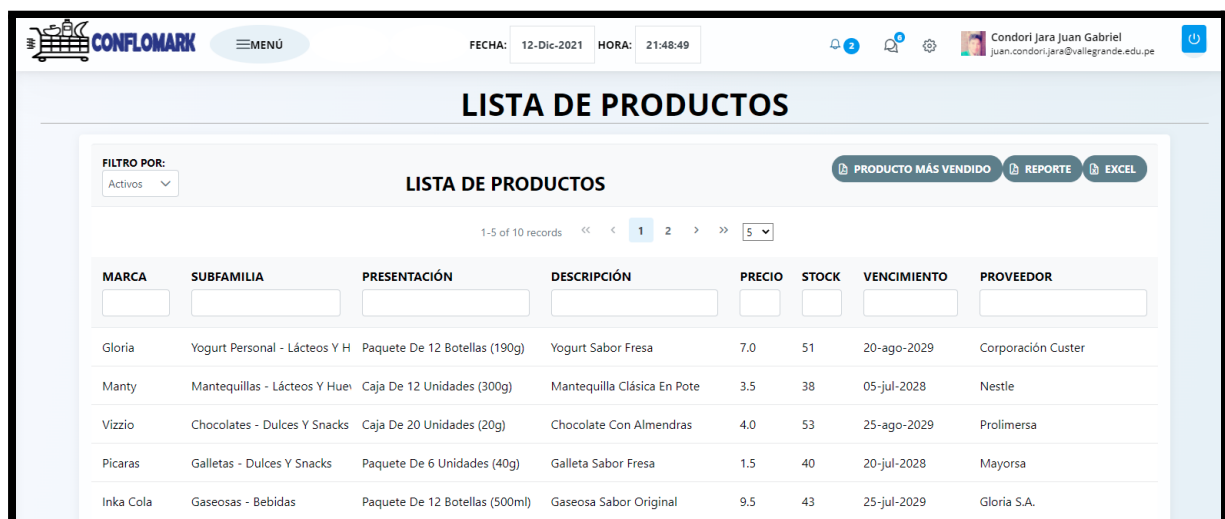 CONFLOMARK MENÚ FECHA: 12-Dic-2021 HORA: 21:48:49 2 6 Condori Jara Juan Gabriel
juan.condori.jara@vallegrande.edu.pe
LISTA DE PRODUCTOS
FILTRO POR:
Activos
LISTA DE PRODUCTOS
PRODUCTO MÁS VENDIDO REPORTE EXCEL
1-5 of 10 records « < 1 2 > » 5
MARCA SUBFAMILIA PRESENTACIÓN DESCRIPCIÓN PRECIO STOCK VENCIMIENTO PROVEEDOR
Gloria Yogurt Personal - Lácteos Y H Paquete De 12 Botellas (190g) Yogurt Sabor Fresa 7.0 51 20-ago-2029 Corporación Custer
Manty Mantequillas - Lácteos Y Huev Caja De 12 Unidades (300g) Mantequilla Clásica En Pote 3.5 38 05-jul-2028 Nestle
Vizzio Chocolates - Dulces Y Snacks Caja De 20 Unidades (20g) Chocolate Con Almendras 4.0 53 25-ago-2029 Prolimersa
Picaras Galletas - Dulces Y Snacks Paquete De 6 Unidades (40g) Galleta Sabor Fresa 1.5 40 20-jul-2028 Mayorsa
Inka Cola Gaseosas - Bebidas Paquete De 12 Botellas (500ml) Gaseosa Sabor Original 9.5 43 25-jul-2029 Gloria S.A.